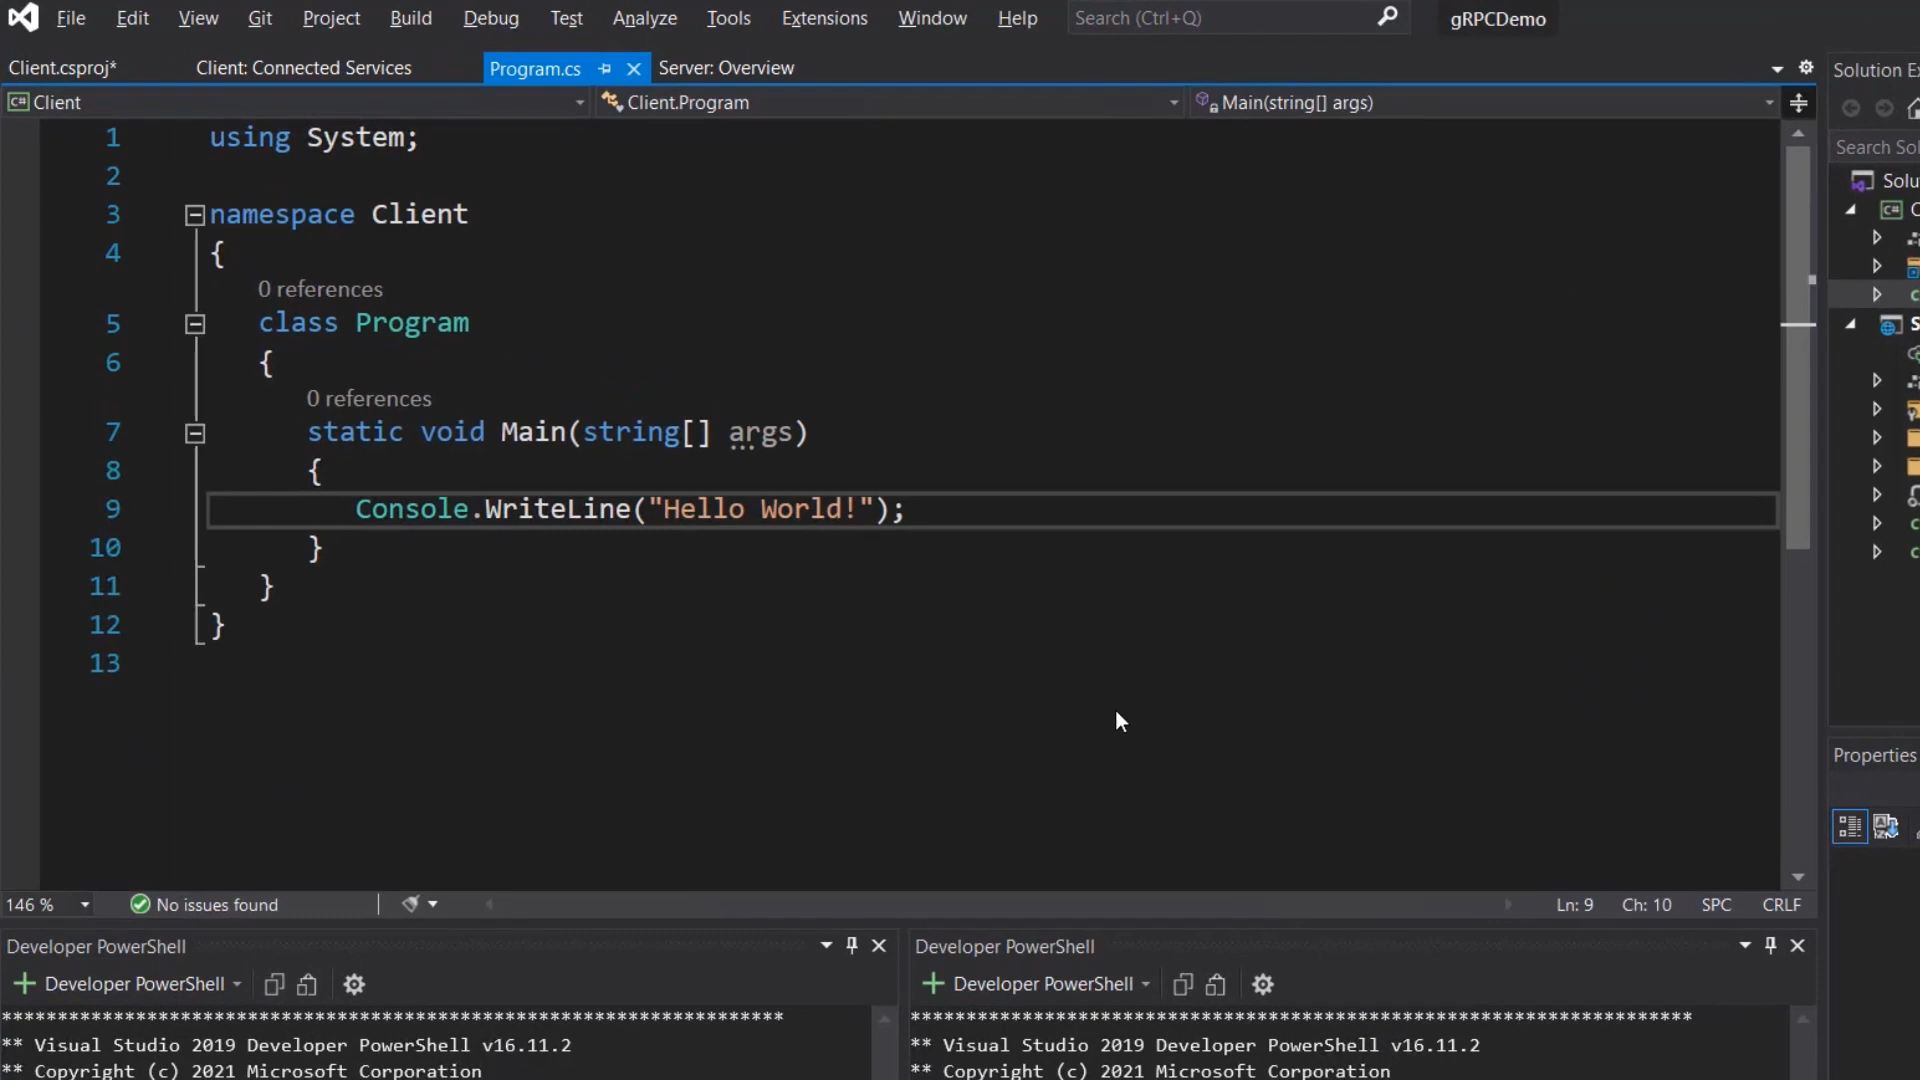 File Edit View Git Project Build Debug Test Analyze Tools Extensions Window Help Search (Ctrl+Q) gRPCDemo
Client.csproj* Client: Connected Services Program.cs Server: Overview
Solution Ex
Client Client.Program Main(string[] args)
Search Sol
Solu
1 using System;
2
3 namespace Client
4 {
0 references
5 class Program
6 {
0 references
7 static void Main(string[] args)
8 {
9 Console.WriteLine("Hello World!");
10 }
11 }
12 }
13
Properties
146 % No issues found Ln: 9 Ch: 10 SPC CRLF
Developer PowerShell
Developer PowerShell
**********************************************************************
** Visual Studio 2019 Developer PowerShell v16.11.2
** Copyright (c) 2021 Microsoft Corporation
Developer PowerShell
Developer PowerShell
**********************************************************************
** Visual Studio 2019 Developer PowerShell v16.11.2
** Copyright (c) 2021 Microsoft Corporation